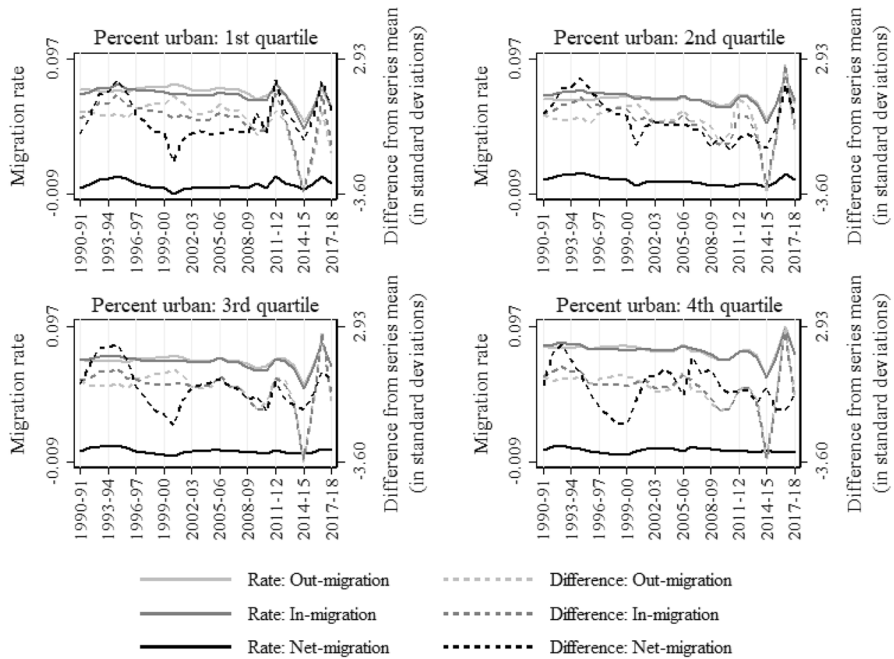 Percent urban: 1st quartile
Migration rate
0.097
-0.009
2.93
-3.60
Difference from series mean
(in standard deviations)
1990-91
1993-94
1996-97
1999-00
2002-03
2005-06
2008-09
2011-12
2014-15
2017-18
Percent urban: 2nd quartile
Migration rate
0.097
-0.009
2.93
-3.60
Difference from series mean
(in standard deviations)
1990-91
1993-94
1996-97
1999-00
2002-03
2005-06
2008-09
2011-12
2014-15
2017-18
Percent urban: 3rd quartile
Migration rate
0.097
-0.009
2.93
-3.60
Difference from series mean
(in standard deviations)
1990-91
1993-94
1996-97
1999-00
2002-03
2005-06
2008-09
2011-12
2014-15
2017-18
Percent urban: 4th quartile
Migration rate
0.097
-0.009
2.93
-3.60
Difference from series mean
(in standard deviations)
1990-91
1993-94
1996-97
1999-00
2002-03
2005-06
2008-09
2011-12
2014-15
2017-18
Rate: Out-migration
Difference: Out-migration
Rate: In-migration
Difference: In-migration
Rate: Net-migration
Difference: Net-migration